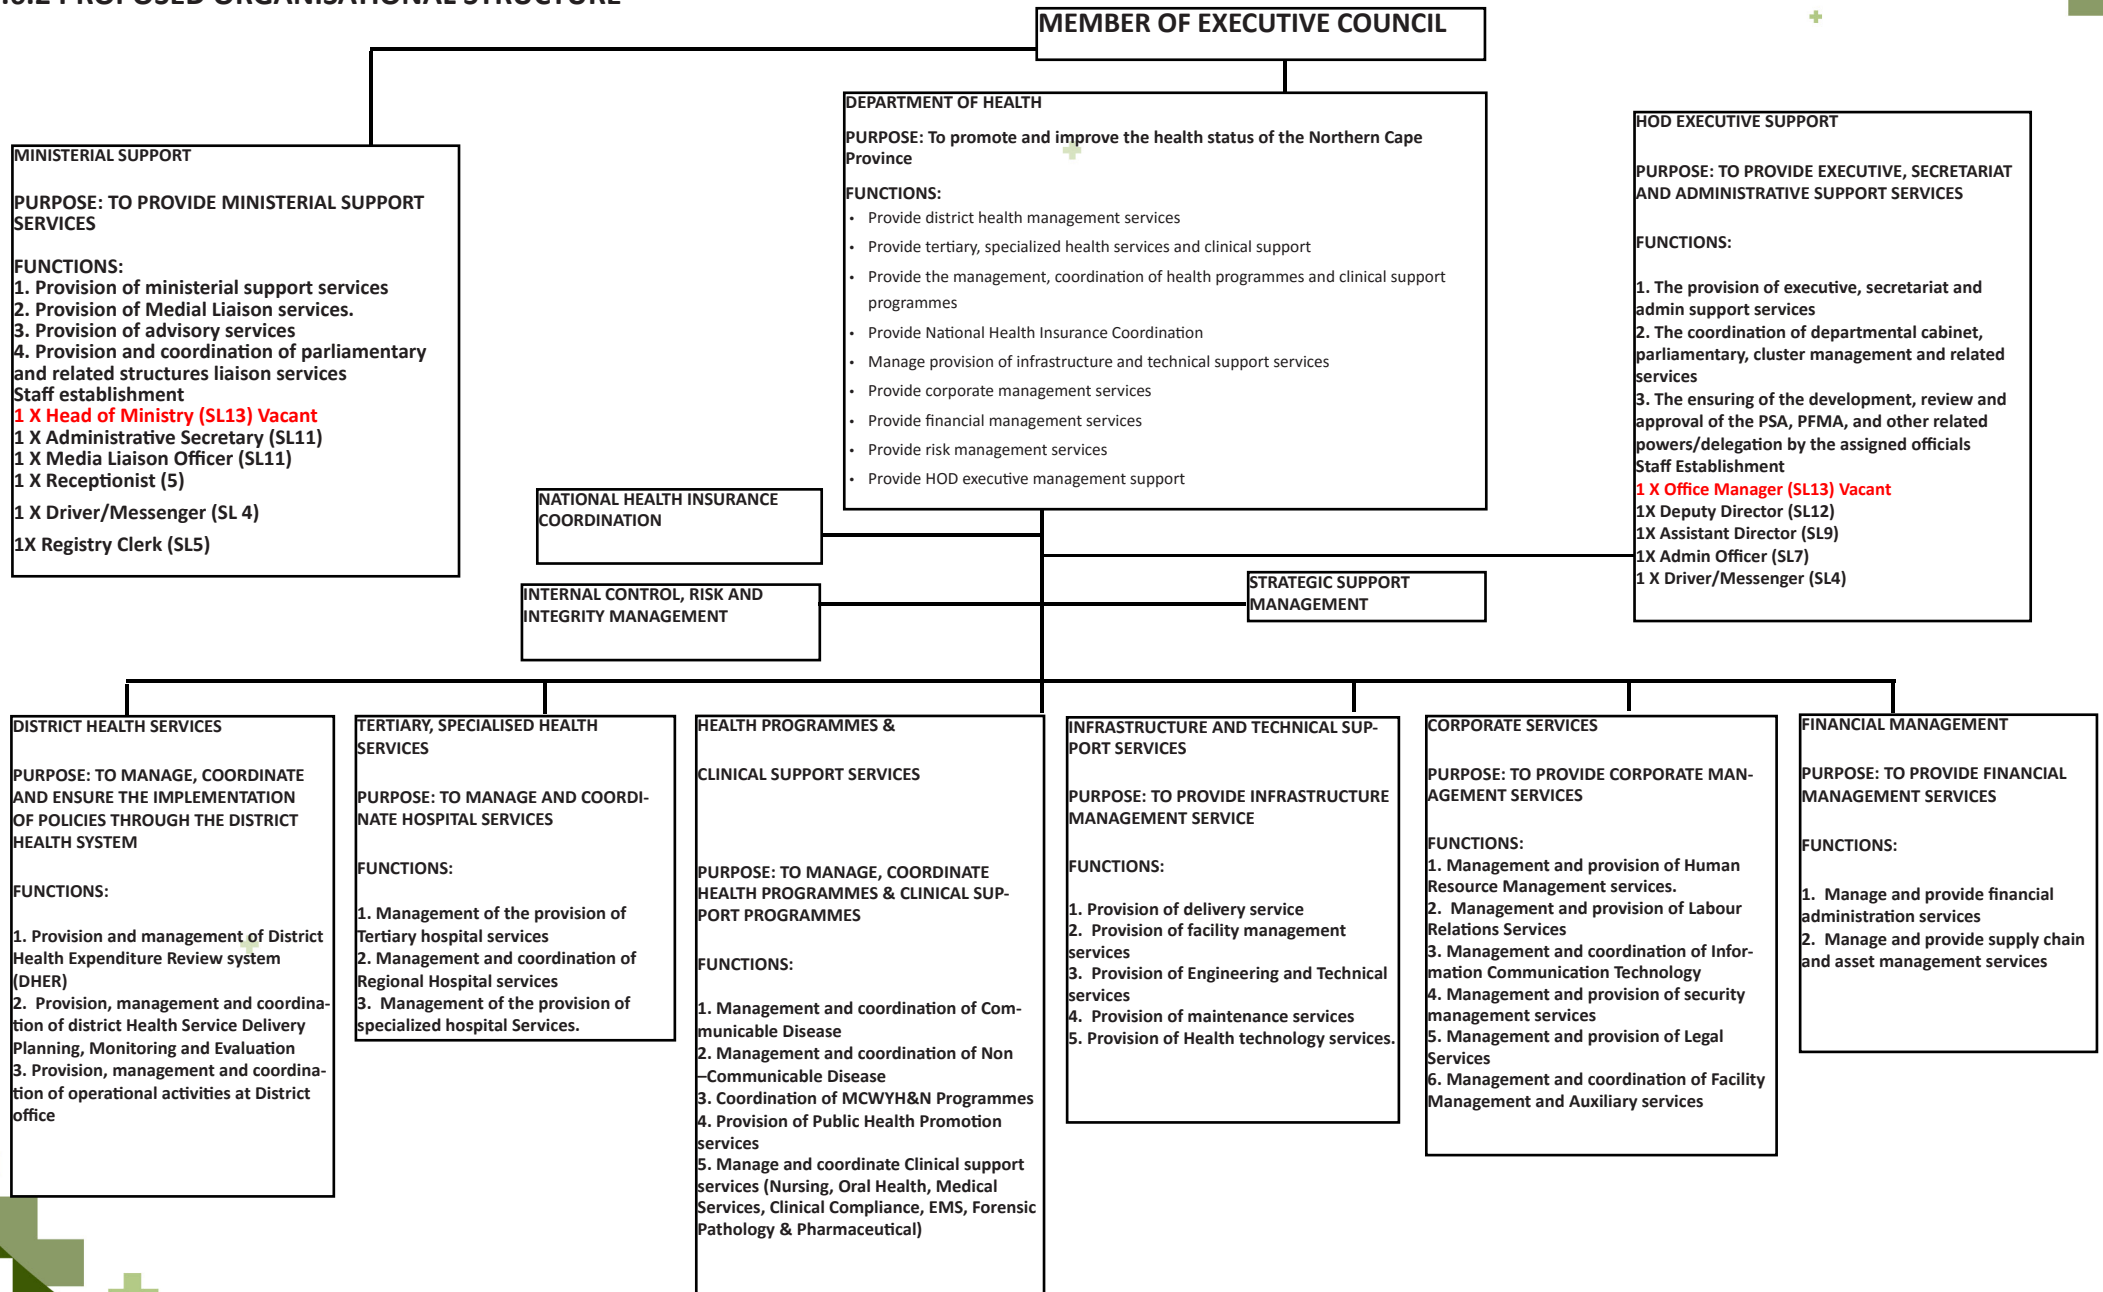 PROPOSED ORGANISATIONAL STRUCTURE
MEMBER OF EXECUTIVE COUNCIL
DEPARTMENT OF HEALTH
PURPOSE: To promote and improve the health status of the Northern Cape
Province
FUNCTIONS:
• Provide district health management services
• Provide tertiary, specialized health services and clinical support
• Provide the management, coordination of health programmes and clinical support
programmes
• Provide National Health Insurance Coordination
• Manage provision of infrastructure and technical support services
• Provide corporate management services
• Provide financial management services
• Provide risk management services
• Provide HOD executive management support
MINISTERIAL SUPPORT
PURPOSE: TO PROVIDE MINISTERIAL SUPPORT
SERVICES
FUNCTIONS:
1. Provision of ministerial support services
2. Provision of Medial Liaison services.
3. Provision of advisory services
4. Provision and coordination of parliamentary
and related structures liaison services
Staff establishment
1 X Head of Ministry (SL13) Vacant
1 X Administrative Secretary (SL11)
1 X Media Liaison Officer (SL11)
1 X Receptionist (5)
1 X Driver/Messenger (SL 4)
1X Registry Clerk (SL5)
HOD EXECUTIVE SUPPORT
PURPOSE: TO PROVIDE EXECUTIVE, SECRETARIAT
AND ADMINISTRATIVE SUPPORT SERVICES
FUNCTIONS:
1. The provision of executive, secretariat and
admin support services
2. The coordination of departmental cabinet,
parliamentary, cluster management and related
services
3. The ensuring of the development, review and
approval of the PSA, PFMA, and other related
powers/delegation by the assigned officials
Staff Establishment
1 X Office Manager (SL13) Vacant
1X Deputy Director (SL12)
1X Assistant Director (SL9)
1X Admin Officer (SL7)
1 X Driver/Messenger (SL4)
NATIONAL HEALTH INSURANCE
COORDINATION
INTERNAL CONTROL, RISK AND
INTEGRITY MANAGEMENT
STRATEGIC SUPPORT
MANAGEMENT
DISTRICT HEALTH SERVICES
PURPOSE: TO MANAGE, COORDINATE
AND ENSURE THE IMPLEMENTATION
OF POLICIES THROUGH THE DISTRICT
HEALTH SYSTEM
FUNCTIONS:
1. Provision and management of District
Health Expenditure Review system
(DHER)
2. Provision, management and coordina-
tion of district Health Service Delivery
Planning, Monitoring and Evaluation
3. Provision, management and coordina-
tion of operational activities at District
office
TERTIARY, SPECIALISED HEALTH
SERVICES
PURPOSE: TO MANAGE AND COORDI-
NATE HOSPITAL SERVICES
FUNCTIONS:
1. Management of the provision of
Tertiary hospital services
2. Management and coordination of
Regional Hospital services
3. Management of the provision of
specialized hospital Services.
HEALTH PROGRAMMES &
CLINICAL SUPPORT SERVICES
PURPOSE: TO MANAGE, COORDINATE
HEALTH PROGRAMMES & CLINICAL SUP-
PORT PROGRAMMES
FUNCTIONS:
1. Management and coordination of Com-
municable Disease
2. Management and coordination of Non
–Communicable Disease
3. Coordination of MCWYH&N Programmes
4. Provision of Public Health Promotion
services
5. Manage and coordinate Clinical support
services (Nursing, Oral Health, Medical
Services, Clinical Compliance, EMS, Forensic
Pathology & Pharmaceutical)
INFRASTRUCTURE AND TECHNICAL SUP-
PORT SERVICES
PURPOSE: TO PROVIDE INFRASTRUCTURE
MANAGEMENT SERVICE
FUNCTIONS:
1. Provision of delivery service
2. Provision of facility management
services
3. Provision of Engineering and Technical
services
4. Provision of maintenance services
5. Provision of Health technology services.
CORPORATE SERVICES
PURPOSE: TO PROVIDE CORPORATE MAN-
AGEMENT SERVICES
FUNCTIONS:
1. Management and provision of Human
Resource Management services.
2. Management and provision of Labour
Relations Services
3. Management and coordination of Infor-
mation Communication Technology
4. Management and provision of security
management services
5. Management and provision of Legal
Services
6. Management and coordination of Facility
Management and Auxiliary services
FINANCIAL MANAGEMENT
PURPOSE: TO PROVIDE FINANCIAL
MANAGEMENT SERVICES
FUNCTIONS:
1. Manage and provide financial
administration services
2. Manage and provide supply chain
and asset management services